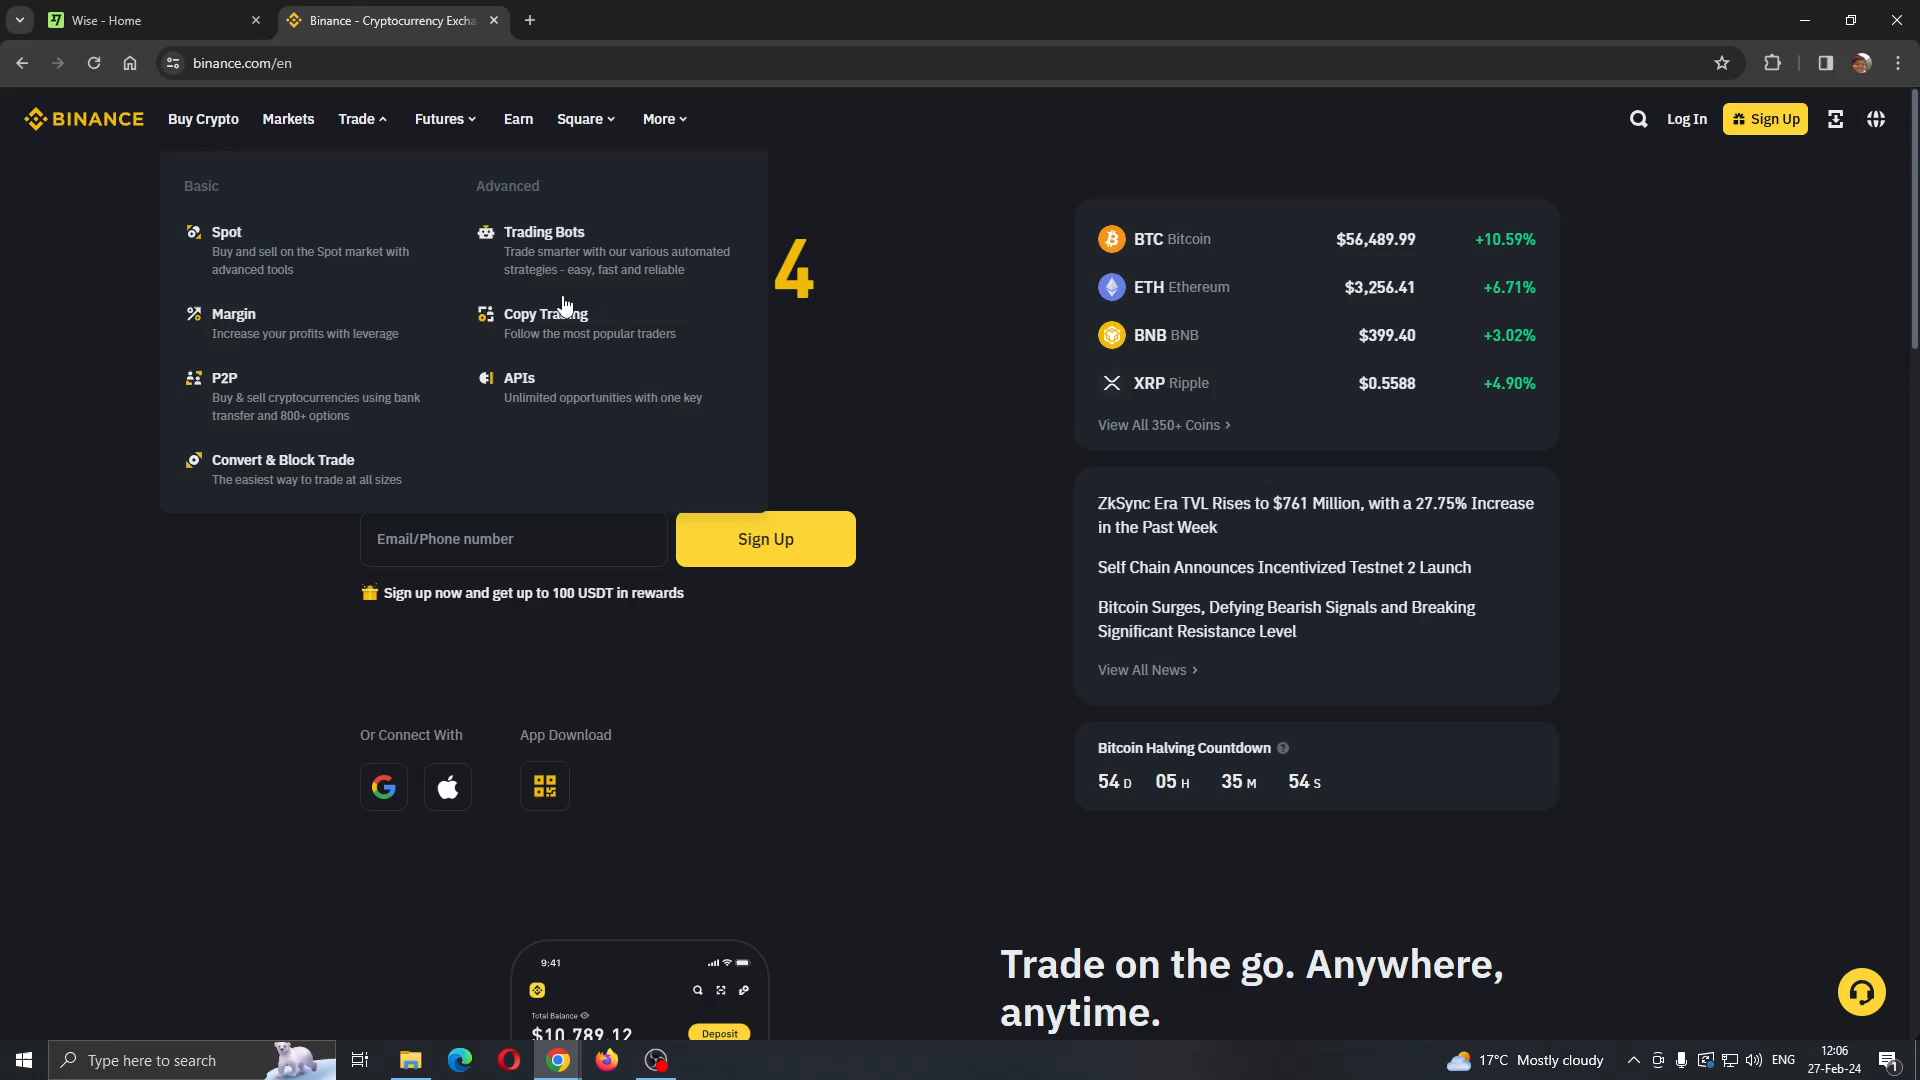 Wise - Home
Binance - Cryptocurrency Excha
binance.com/en
BINANCE
Buy Crypto
Markets
Trade
Futures
Earn
Square
More
Log In
Sign Up
Basic
Advanced
Spot
Buy and sell on the Spot market with
advanced tools
Trading Bots
Trade smarter with our various automated
strategies - easy, fast and reliable
Margin
Increase your profits with leverage
Copy Trading
Follow the most popular traders
P2P
Buy & sell cryptocurrencies using bank
transfer and 800+ options
APIs
Unlimited opportunities with one key
Convert & Block Trade
The easiest way to trade at all sizes
4
Email/Phone number
Sign Up
Sign up now and get up to 100 USDT in rewards
Or Connect With
App Download
BTC Bitcoin $56,489.99 +10.59%
ETH Ethereum $3,256.41 +6.71%
BNB BNB $399.40 +3.02%
XRP Ripple $0.5588 +4.90%
View All 350+ Coins >
ZkSync Era TVL Rises to $761 Million, with a 27.75% Increase
in the Past Week
Self Chain Announces Incentivized Testnet 2 Launch
Bitcoin Surges, Defying Bearish Signals and Breaking
Significant Resistance Level
View All News >
Bitcoin Halving Countdown
54 D 05 H 35 M 54 S
9:41
Total Balance
$10,789.12
Deposit
Trade on the go. Anywhere,
anytime.
Type here to search
17°C Mostly cloudy
ENG
12:06
27-Feb-24
1